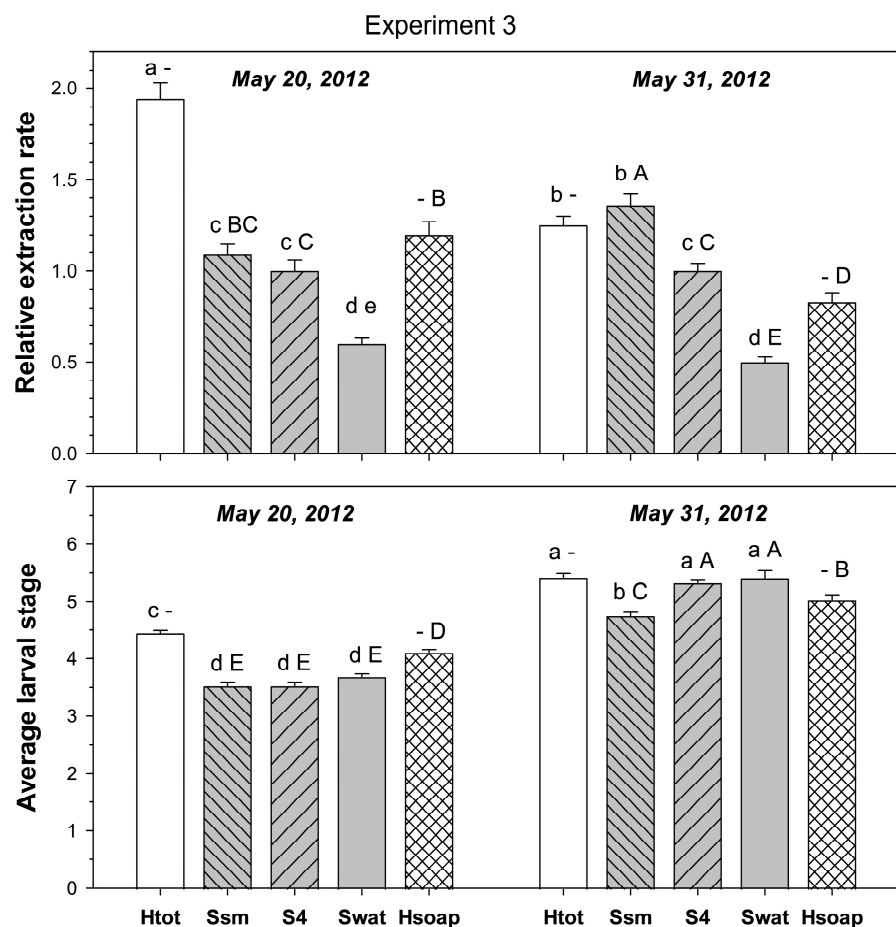 Experiment 3
Relative extraction rate
2.0
1.5
1.0
0.5
0.0
May 20, 2012
May 31, 2012
a -
c BC
c C
d e
- B
b -
b A
c C
d E
- D
Average larval stage
7
6
5
4
3
2
1
0
May 20, 2012
May 31, 2012
c -
d E
d E
d E
- D
a -
b C
a A
a A
- B
Htot Ssm S4 Swat Hsoap Htot Ssm S4 Swat Hsoap